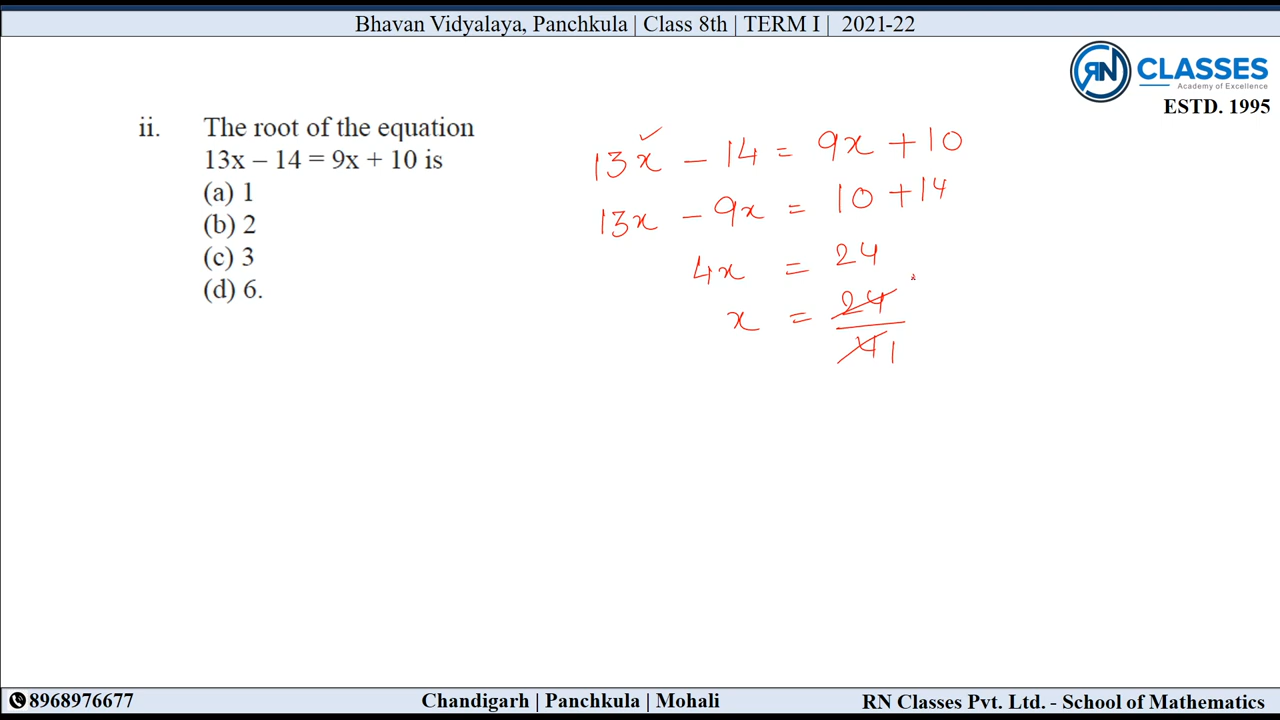 Bhavan Vidyalaya, Panchkula | Class 8th | TERM I | 2021-22
RN CLASSES
Academy of Excellence
ESTD. 1995
ii. The root of the equation
13x – 14 = 9x + 10 is
(a) 1
(b) 2
(c) 3
(d) 6.
13x - 14 = 9x + 10
13x - 9x = 10 + 14
4x = 24
x = 24/4 1
8968976677
Chandigarh | Panchkula | Mohali
RN Classes Pvt. Ltd. - School of Mathematics